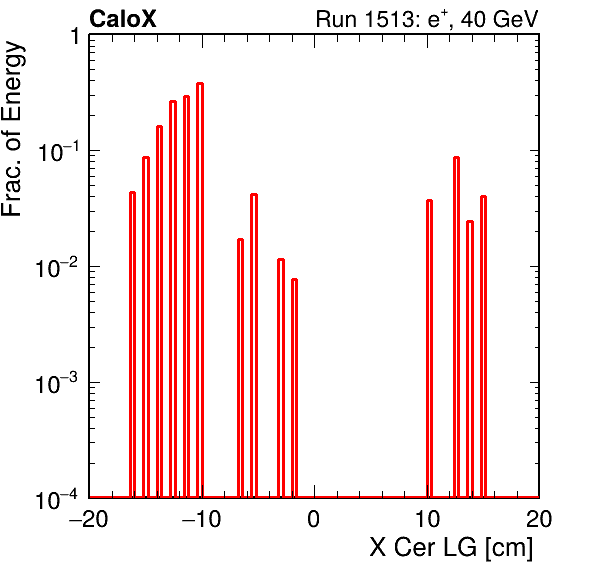 CaloX
Run 1513: e⁺, 40 GeV
Frac. of Energy
1
10⁻¹
10⁻²
10⁻³
10⁻⁴
−20 −10 0 10 20
X Cer LG [cm]